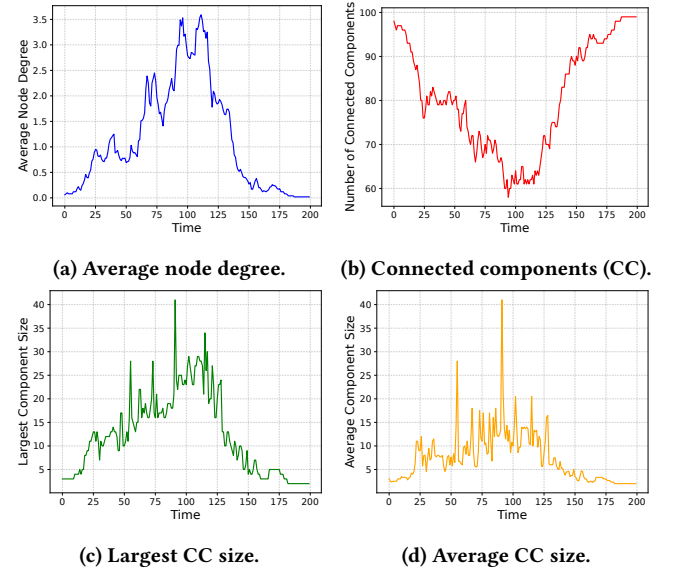 3.5
3.0
2.5
2.0
1.5
1.0
0.5
0.0
Average Node Degree
0 25 50 75 100 125 150 175 200
Time
(a) Average node degree.
100
90
80
70
60
Number of Connected Components
0 25 50 75 100 125 150 175 200
Time
(b) Connected components (CC).
40
35
30
25
20
15
10
5
Largest Component Size
0 25 50 75 100 125 150 175 200
Time
(c) Largest CC size.
40
35
30
25
20
15
10
5
Average Component Size
0 25 50 75 100 125 150 175 200
Time
(d) Average CC size.